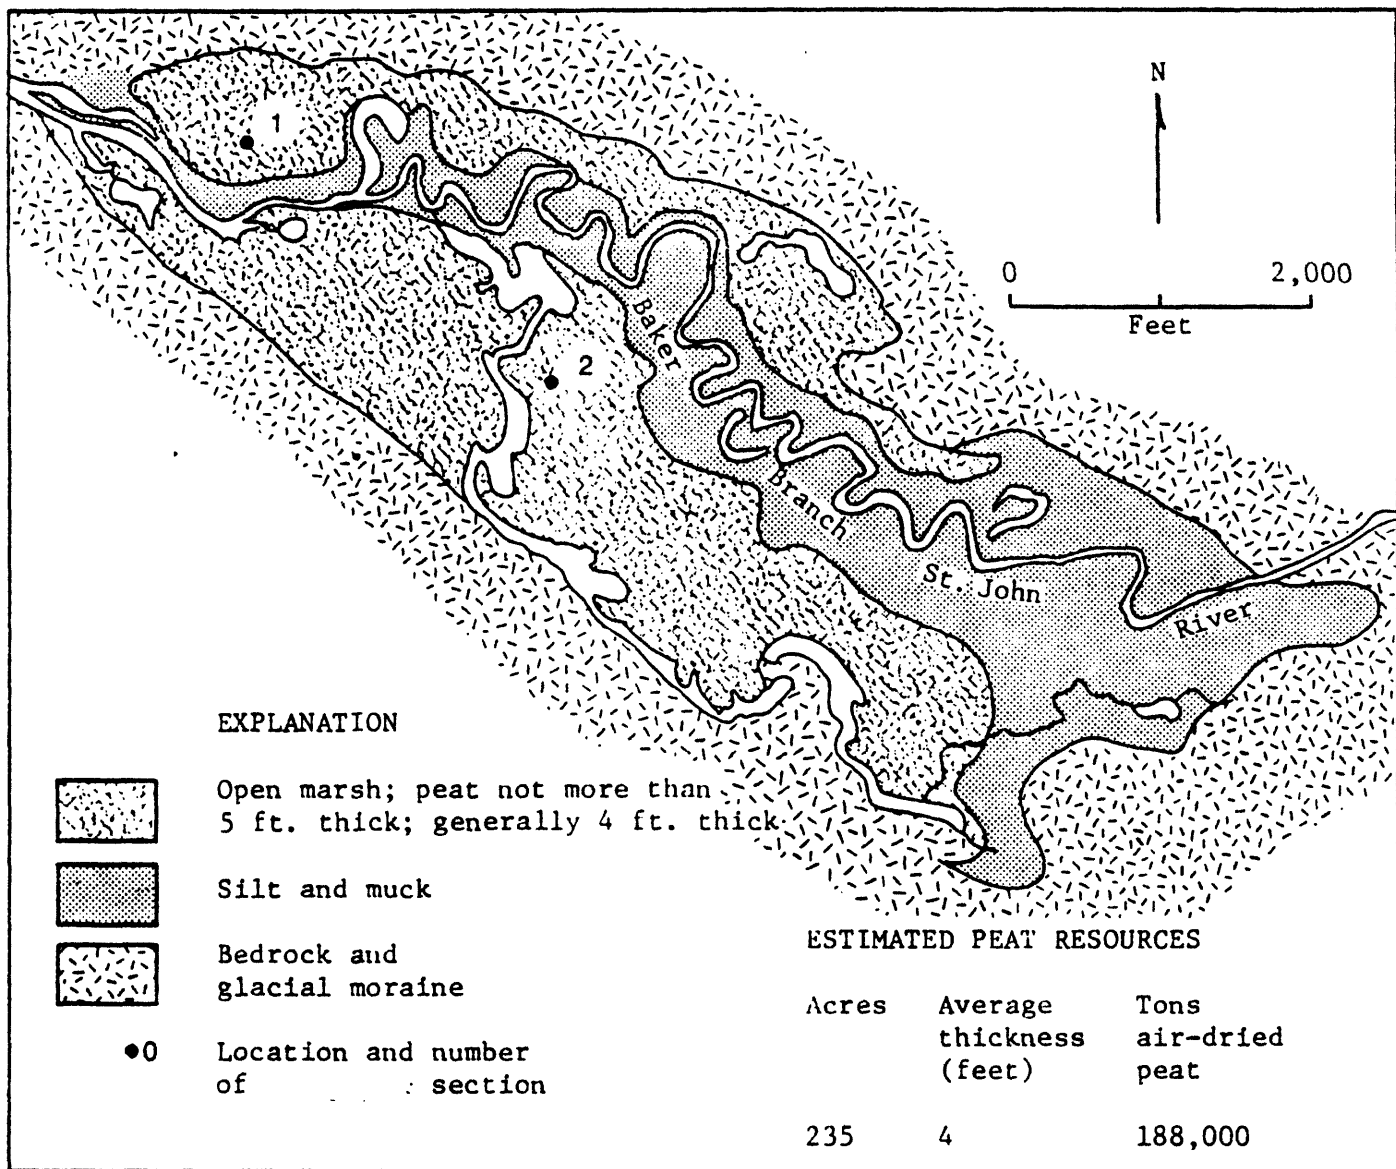 N
1
0 2,000
Feet
2
Baker
Branch
St. John
River
EXPLANATION
Open marsh; peat not more than
5 ft. thick; generally 4 ft. thick
Silt and muck
Bedrock and
glacial moraine
0 Location and number
of section
ESTIMATED PEAT RESOURCES
Acres Average Tons
thickness air-dried
(feet) peat
235 4 188,000